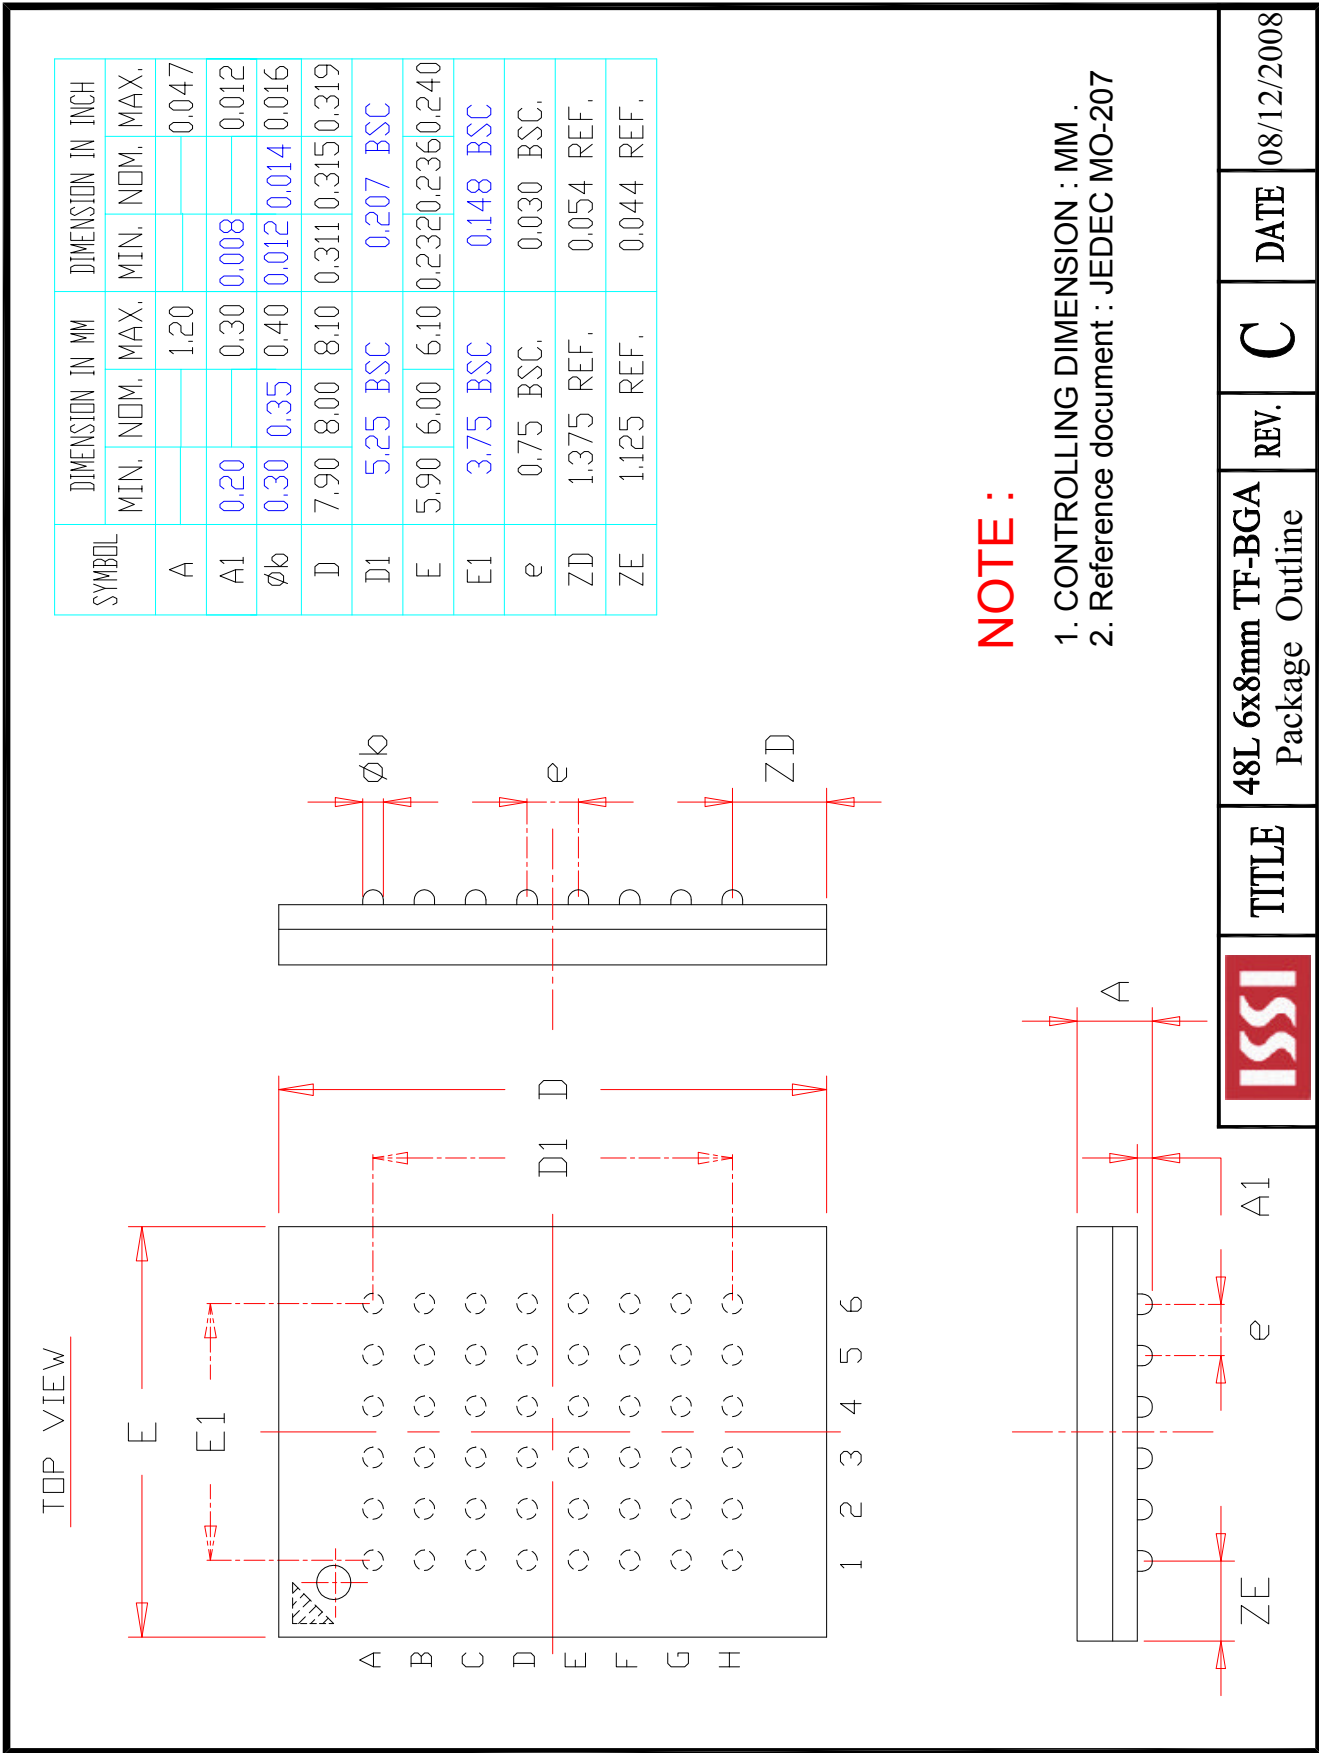 TOP VIEW
E
E1
A
B
C
D
E
F
G
H
1 2 3 4 5 6
D1 D
Øb
e
ZD
A
A1
e
ZE
SYMBOL DIMENSION IN MM DIMENSION IN INCH
MIN. NOM. MAX. MIN. NOM. MAX.
A 1.20 0.047
A1 0.20 0.30 0.008 0.012
Øb 0.30 0.35 0.40 0.012 0.014 0.016
D 7.90 8.00 8.10 0.311 0.315 0.319
D1 5.25 BSC 0.207 BSC
E 5.90 6.00 6.10 0.232 0.236 0.240
E1 3.75 BSC 0.148 BSC
e 0.75 BSC. 0.030 BSC.
ZD 1.375 REF. 0.054 REF.
ZE 1.125 REF. 0.044 REF.
NOTE :
1. CONTROLLING DIMENSION : MM .
2. Reference document : JEDEC MO-207
ISSI
TITLE
48L 6x8mm TF-BGA
Package Outline
REV.
C
DATE
08/12/2008